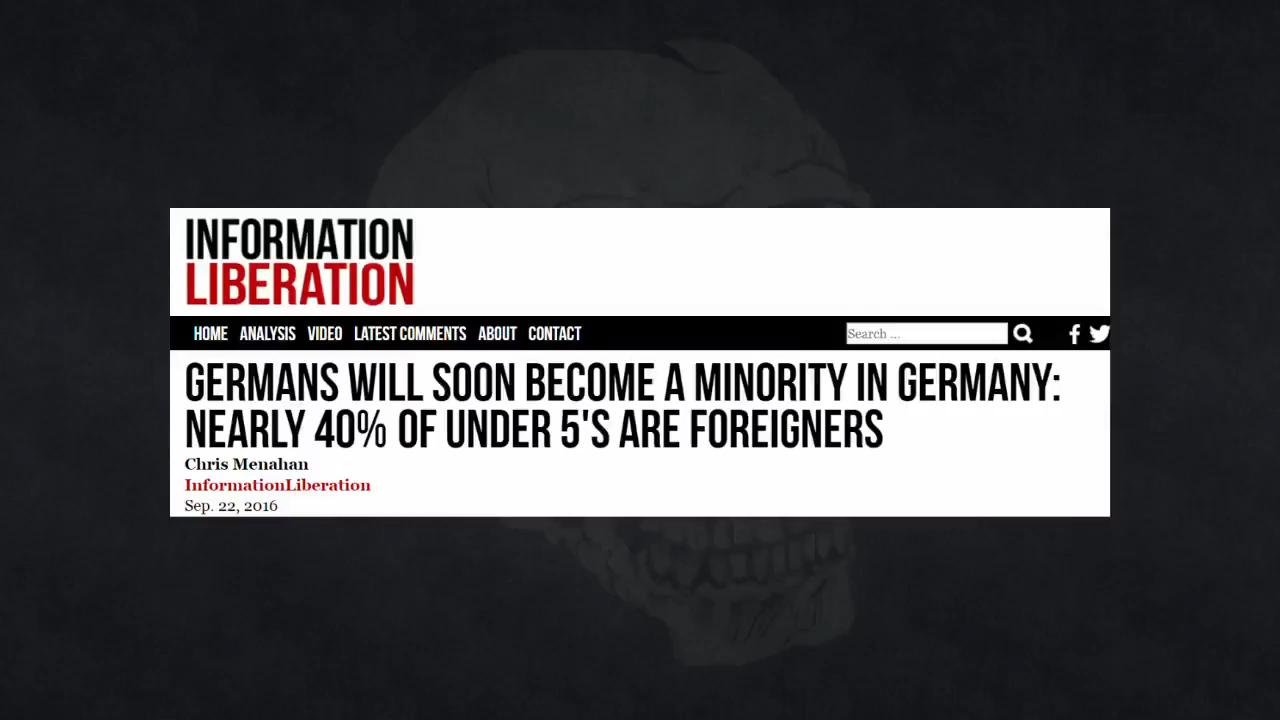 INFORMATION
LIBERATION
HOME ANALYSIS VIDEO LATEST COMMENTS ABOUT CONTACT Search ...
GERMANS WILL SOON BECOME A MINORITY IN GERMANY:
NEARLY 40% OF UNDER 5'S ARE FOREIGNERS
Chris Menahan
InformationLiberation
Sep. 22, 2016